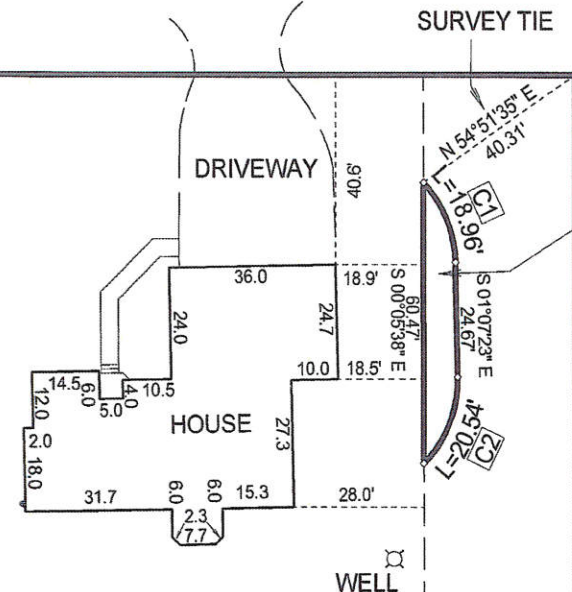 SURVEY TIE
N 54°51'35" E
40.31'
DRIVEWAY
40.6'
L=18.96'
C1
36.0
18.9'
S 00°05'38" E
60.47'
S 01°07'23" E
24.67'
24.0
24.7
14.5
6.0
5.0
4.0
10.5
10.0
18.5'
12.0
2.0
18.0
HOUSE
27.3
L=20.54'
C2
31.7
6.0
6.0
2.3
7.7
15.3
28.0'
WELL